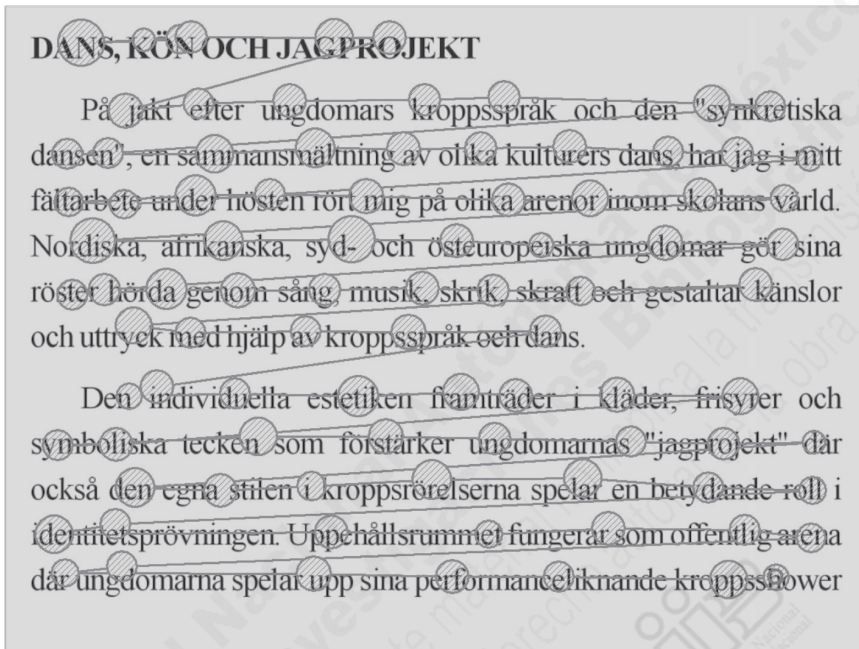 DANS, KÖN OCH JAGPROJEKT
På jakt efter ungdomars kroppsspråk och den "synkretiska
dansen", en sammansmältning av olika kulturers dans, har jag i mitt
fältarbete under hösten rört mig på olika arenor inom skolans värld.
Nordiska, afrikanska, syd- och östeuropeiska ungdomar gör sina
röster hörda genom sång, musik, skrik, skratt och gestaltar känslor
och uttryck med hjälp av kroppsspråk och dans.
Den individuella estetiken framträder i kläder, frisyrer och
symboliska tecken som förstärker ungdomarnas "jagprojekt" där
också den egna stilen i kroppsrörelserna spelar en betydande roll i
identitetsprövningen. Uppehållsrummet fungerar som offentlig arena
där ungdomarna spelar upp sina performanceliknande kroppsshower